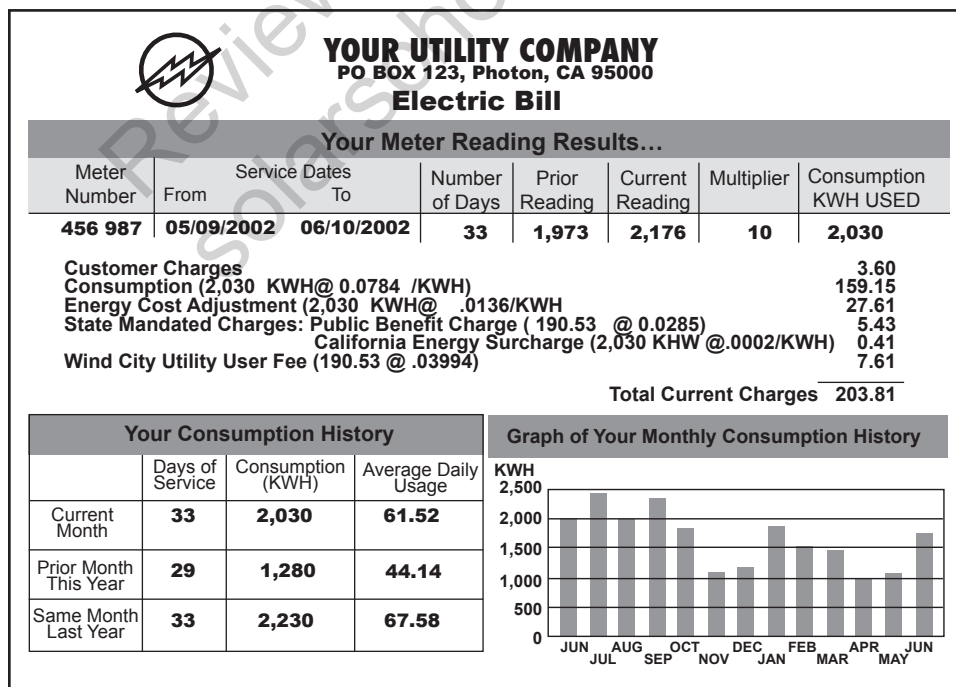 YOUR UTILITY COMPANY
PO BOX 123, Photon, CA 95000
Electric Bill
Your Meter Reading Results…
Meter Number
Service Dates
From To
Number of Days
Prior Reading
Current Reading
Multiplier
Consumption KWH USED
456 987 05/09/2002 06/10/2002 33 1,973 2,176 10 2,030
Customer Charges 3.60
Consumption (2,030 KWH@ 0.0784 /KWH) 159.15
Energy Cost Adjustment (2,030 KWH@ .0136/KWH 27.61
State Mandated Charges: Public Benefit Charge ( 190.53 @ 0.0285) 5.43
California Energy Surcharge (2,030 KHW @.0002/KWH) 0.41
Wind City Utility User Fee (190.53 @ .03994) 7.61
Total Current Charges 203.81
Your Consumption History
Days of Service
Consumption (KWH)
Average Daily Usage
Current Month 33 2,030 61.52
Prior Month This Year 29 1,280 44.14
Same Month Last Year 33 2,230 67.58
Graph of Your Monthly Consumption History
KWH
2,500
2,000
1,500
1,000
500
0
JUN JUL AUG SEP OCT NOV DEC JAN FEB MAR APR MAY JUN